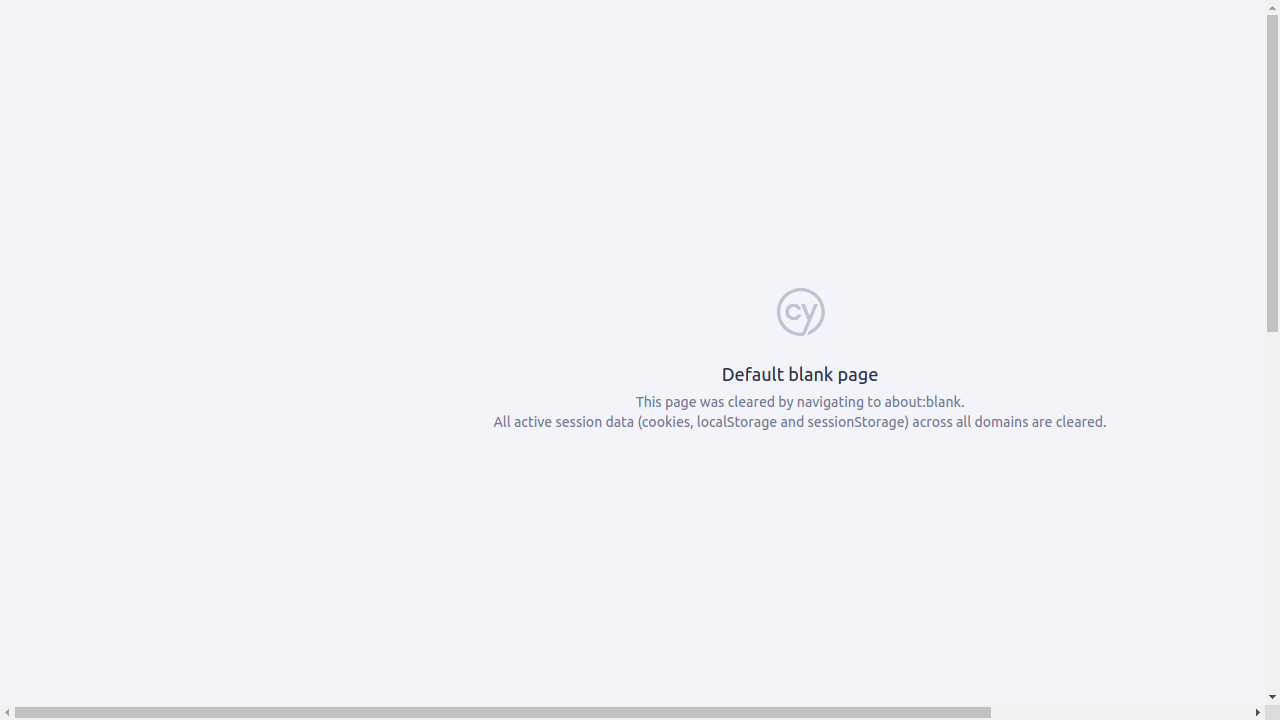 cy
Default blank page
This page was cleared by navigating to about:blank.
All active session data (cookies, localStorage and sessionStorage) across all domains are cleared.